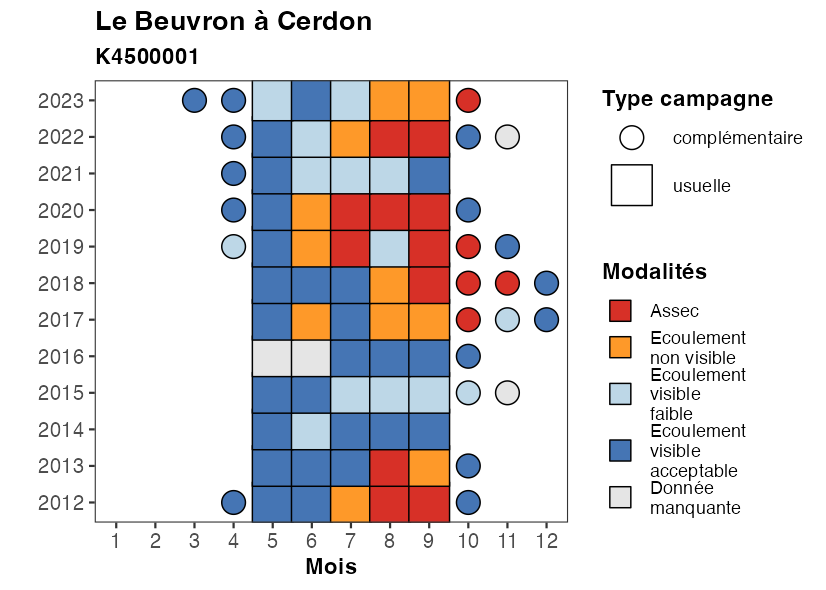 Le Beuvron à Cerdon
K4500001
2023
2022
2021
2020
2019
2018
2017
2016
2015
2014
2013
2012
1 2 3 4 5 6 7 8 9 10 11 12
Mois
Type campagne
complémentaire
usuelle
Modalités
Assec
Ecoulement
non visible
Ecoulement
visible
faible
Ecoulement
visible
acceptable
Donnée
manquante